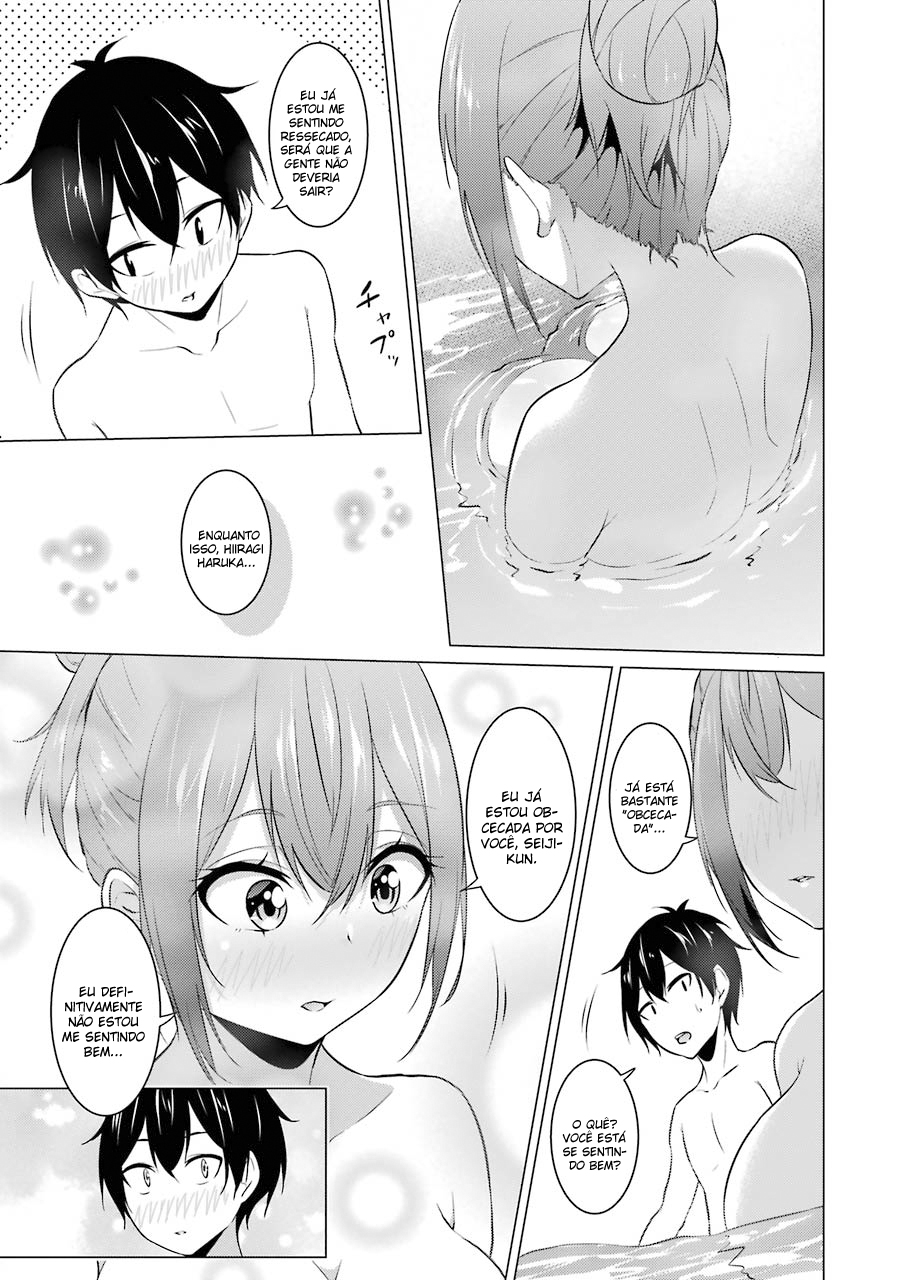 EU JÁ
ESTOU ME
SENTINDO
RESSECADO,
SERÁ QUE A
GENTE NÃO
DEVERIA
SAIR?
チャプッ
ENQUANTO
ISSO, HIIRAGI
HARUKA...
JÁ ESTÁ
BASTANTE
"OBCECA-
DA"...
O QUÊ?
VOCÊ ESTÁ
SE SENTIN-
DO BEM?
EU JÁ
ESTOU OB-
CECADA POR
VOCÊ, SEIJI-
KUN.
EU DEFI-
NITIVAMENTE
NÃO ESTOU
ME SENTINDO
BEM...